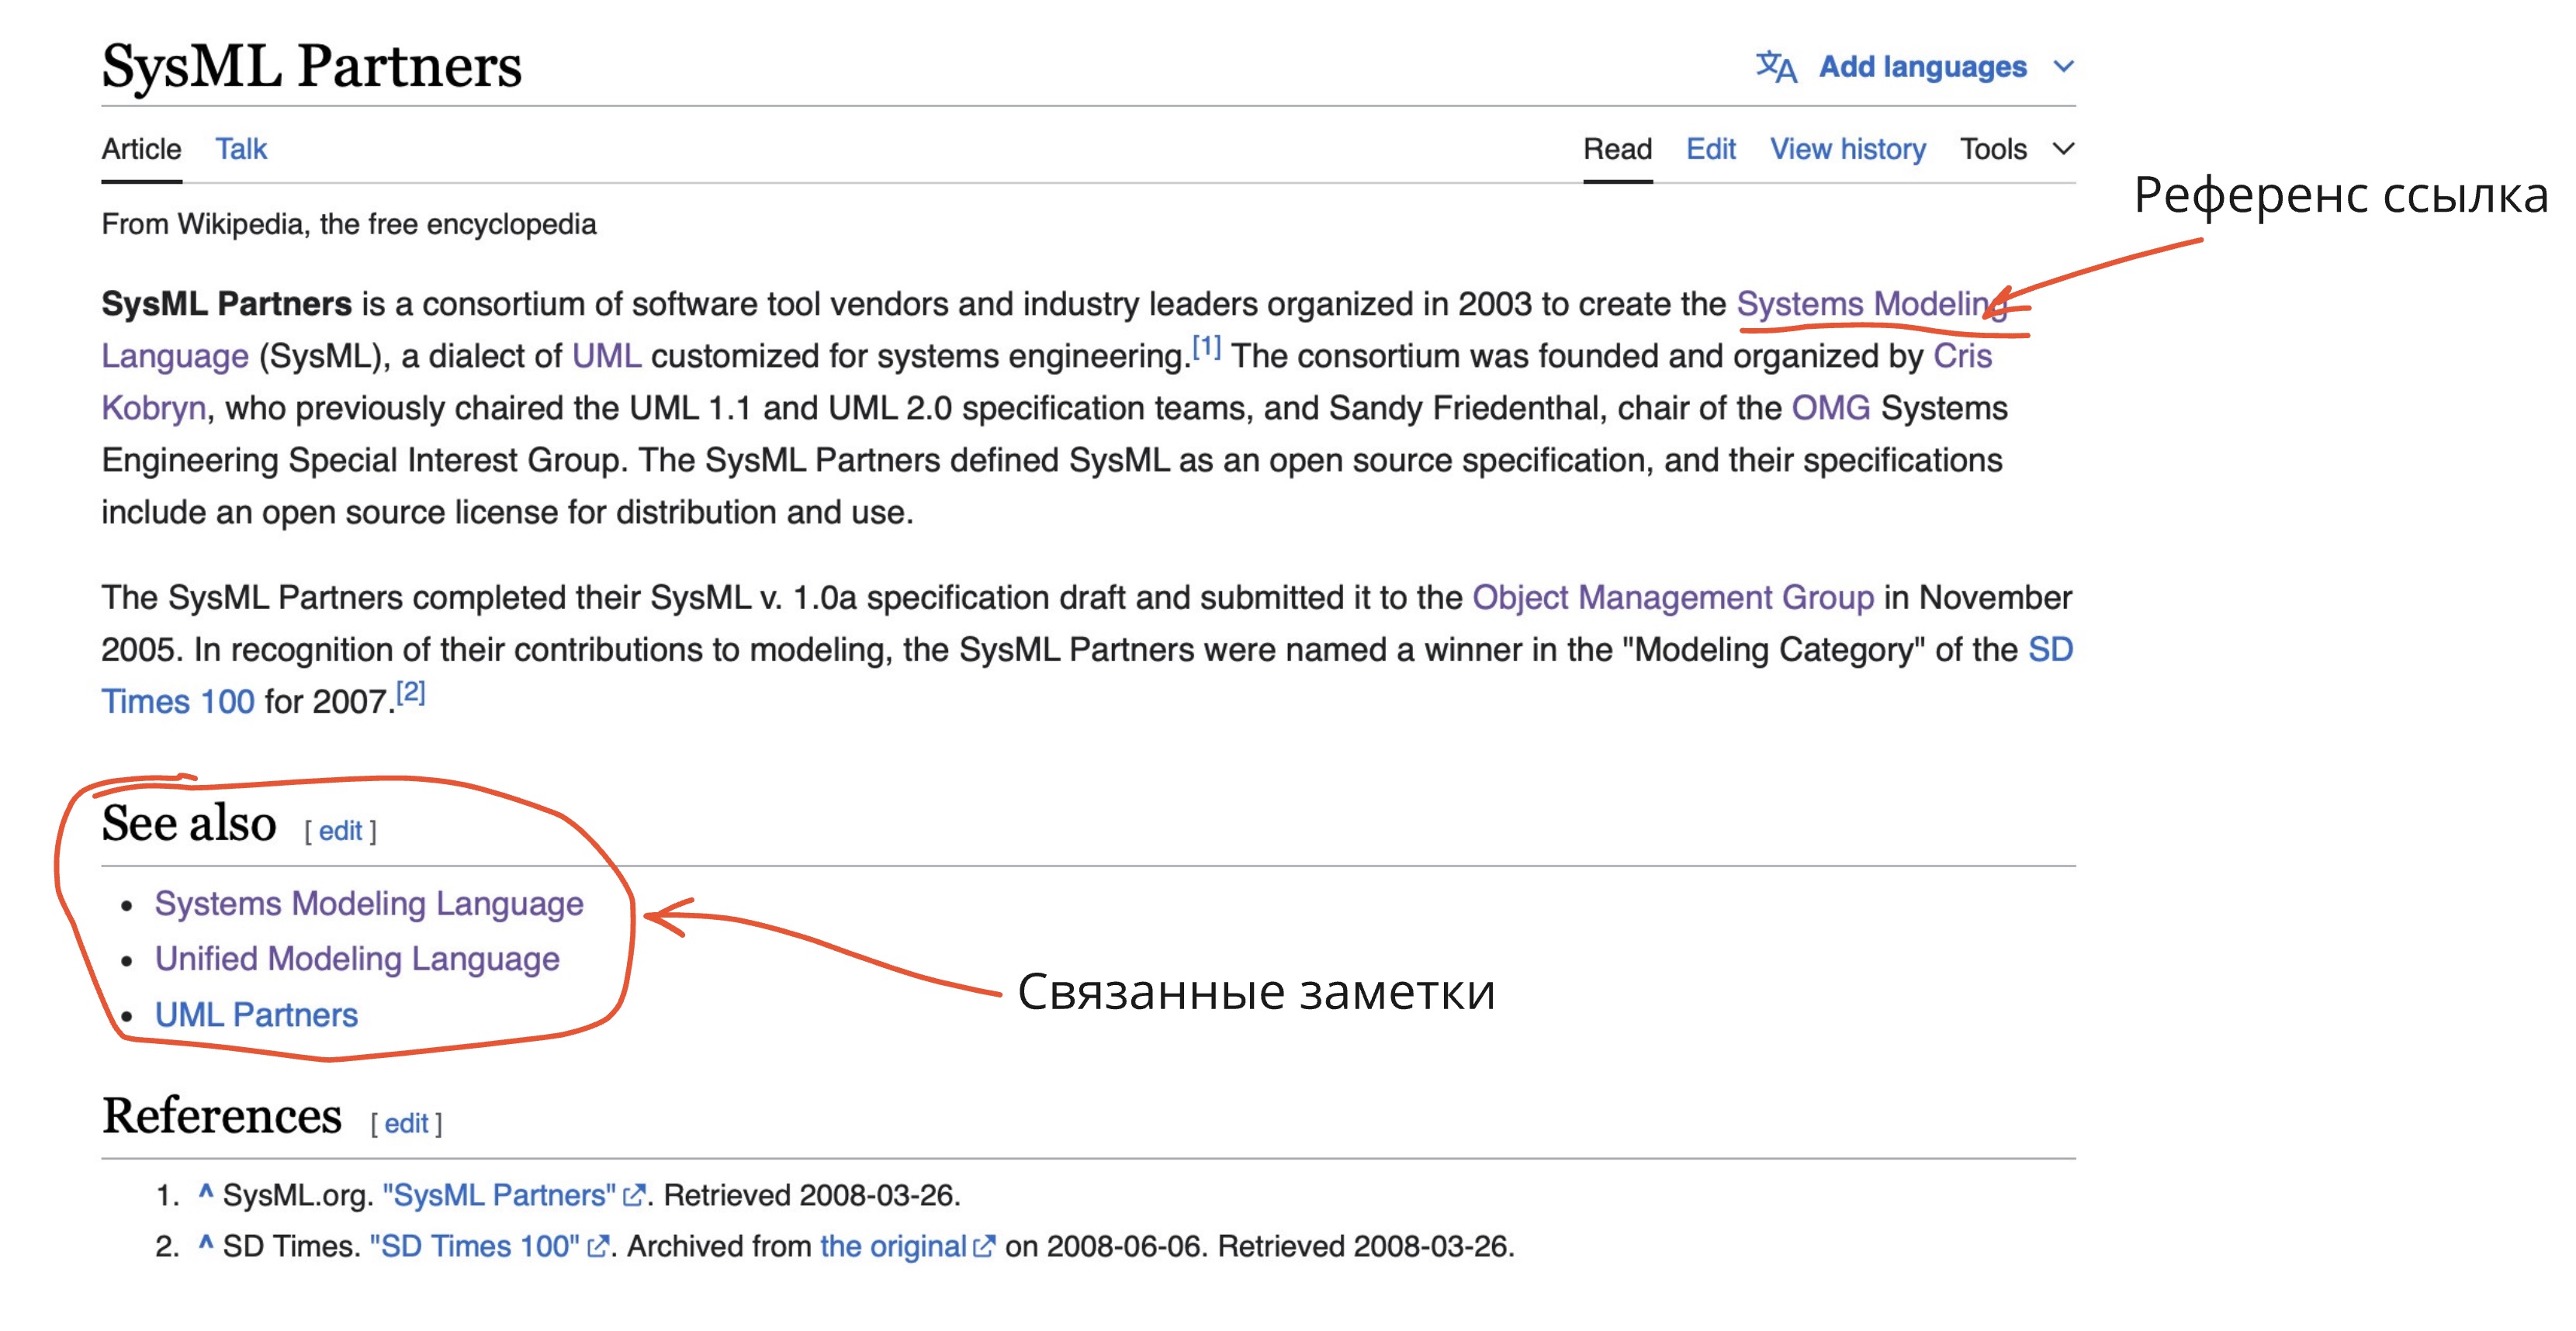 SysML Partners
Add languages
Article Talk
Read Edit View history Tools
Референс ссылка
From Wikipedia, the free encyclopedia
SysML Partners is a consortium of software tool vendors and industry leaders organized in 2003 to create the Systems Modeling
Language (SysML), a dialect of UML customized for systems engineering.[1] The consortium was founded and organized by Cris
Kobryn, who previously chaired the UML 1.1 and UML 2.0 specification teams, and Sandy Friedenthal, chair of the OMG Systems
Engineering Special Interest Group. The SysML Partners defined SysML as an open source specification, and their specifications
include an open source license for distribution and use.
The SysML Partners completed their SysML v. 1.0a specification draft and submitted it to the Object Management Group in November
2005. In recognition of their contributions to modeling, the SysML Partners were named a winner in the "Modeling Category" of the SD
Times 100 for 2007.[2]
See also [ edit ]
• Systems Modeling Language
• Unified Modeling Language
• UML Partners
Связанные заметки
References [ edit ]
1. ^ SysML.org. "SysML Partners". Retrieved 2008-03-26.
2. ^ SD Times. "SD Times 100". Archived from the original on 2008-06-06. Retrieved 2008-03-26.